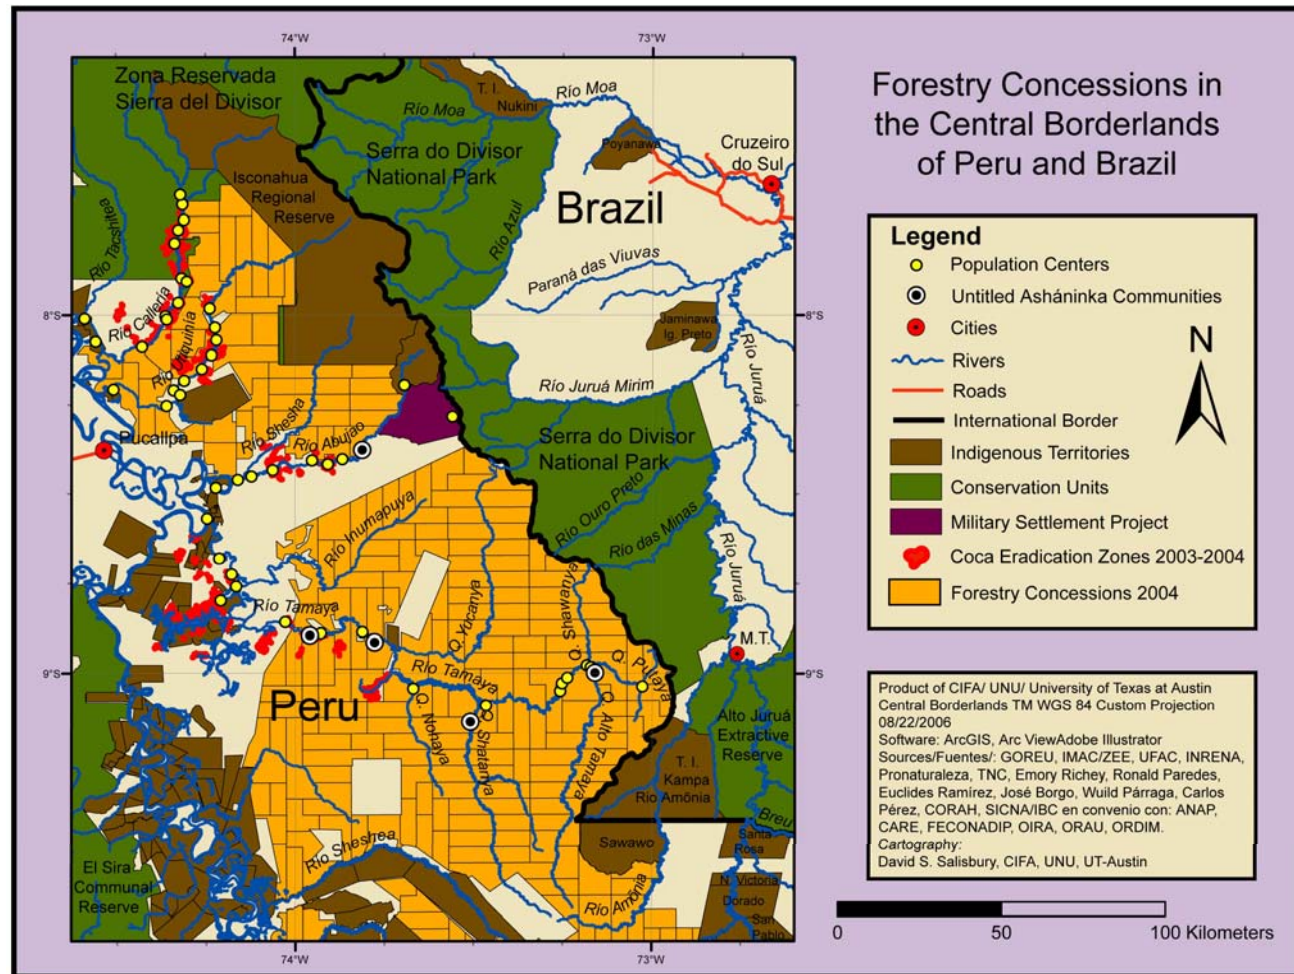 74°W
73°W
Forestry Concessions in
the Central Borderlands
of Peru and Brazil
Zona Reservada
Sierra del Divisor
T. I.
Nukini
Río Moa
Río Moa
Poyanawa
Cruzeiro
do Sul
Serra do Divisor
National Park
Isconahua
Regional
Reserve
Brazil
Río Azul
Río Tacshitea
Paraná das Viuvas
8°S
8°S
Río Callería
Río Utiquinía
Jaminawa
Ig. Preto
Río Juruá
Río Juruá Mirim
Río Shesha
Río Abujao
Pucallpa
Serra do Divisor
National Park
Río Ouro Preto
Río das Minas
Río Inumapuya
Río Juruá
Río Tamaya
Q.Yocanya
Q. Shawanya
M.T.
9°S
9°S
Río Tamaya
Q. Putaya
Peru
Q. Nonaya
Q. Shatanya
Q. Alto Tamaya
Alto Juruá
Extractive
Reserve
T. I.
Kampa
Rio Amônia
Breu
Río Sheshea
Sawawo
Santa
Rosa
El Sira
Communal
Reserve
N. Victoria
Dorado
San
Pablo
Río Amônia
74°W
73°W
Legend
Population Centers
Untitled Asháninka Communities
Cities
Rivers
Roads
International Border
Indigenous Territories
Conservation Units
Military Settlement Project
Coca Eradication Zones 2003-2004
Forestry Concessions 2004
N
Product of CIFA/ UNU/ University of Texas at Austin
Central Borderlands TM WGS 84 Custom Projection
08/22/2006
Software: ArcGIS, Arc ViewAdobe Illustrator
Sources/Fuentes/: GOREU, IMAC/ZEE, UFAC, INRENA,
Pronaturaleza, TNC, Emory Richey, Ronald Paredes,
Euclides Ramírez, José Borgo, Wuild Párraga, Carlos
Pérez, CORAH, SICNA/IBC en convenio con: ANAP,
CARE, FECONADIP, OIRA, ORAU, ORDIM.
Cartography:
David S. Salisbury, CIFA, UNU, UT-Austin
0 50 100 Kilometers